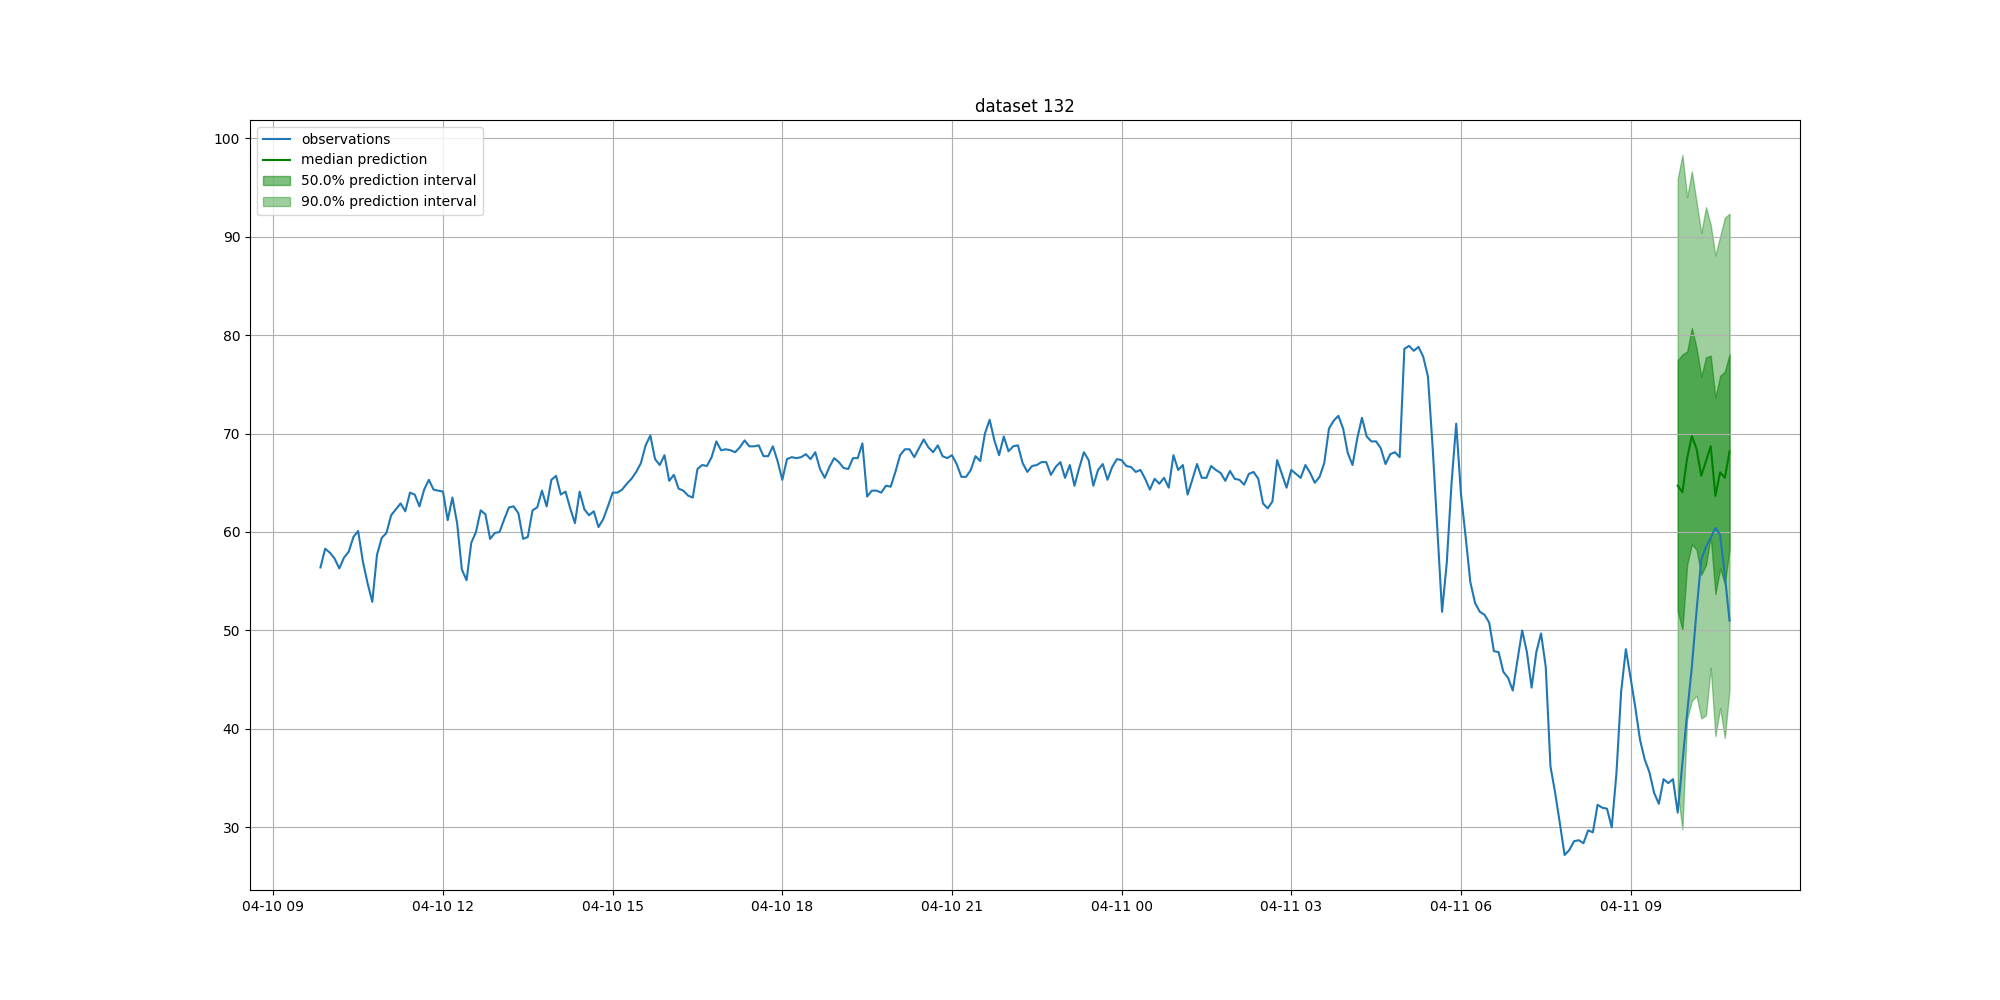 dataset 132
observations
median prediction
50.0% prediction interval
90.0% prediction interval
100
90
80
70
60
50
40
30
04-10 09 04-10 12 04-10 15 04-10 18 04-10 21 04-11 00 04-11 03 04-11 06 04-11 09